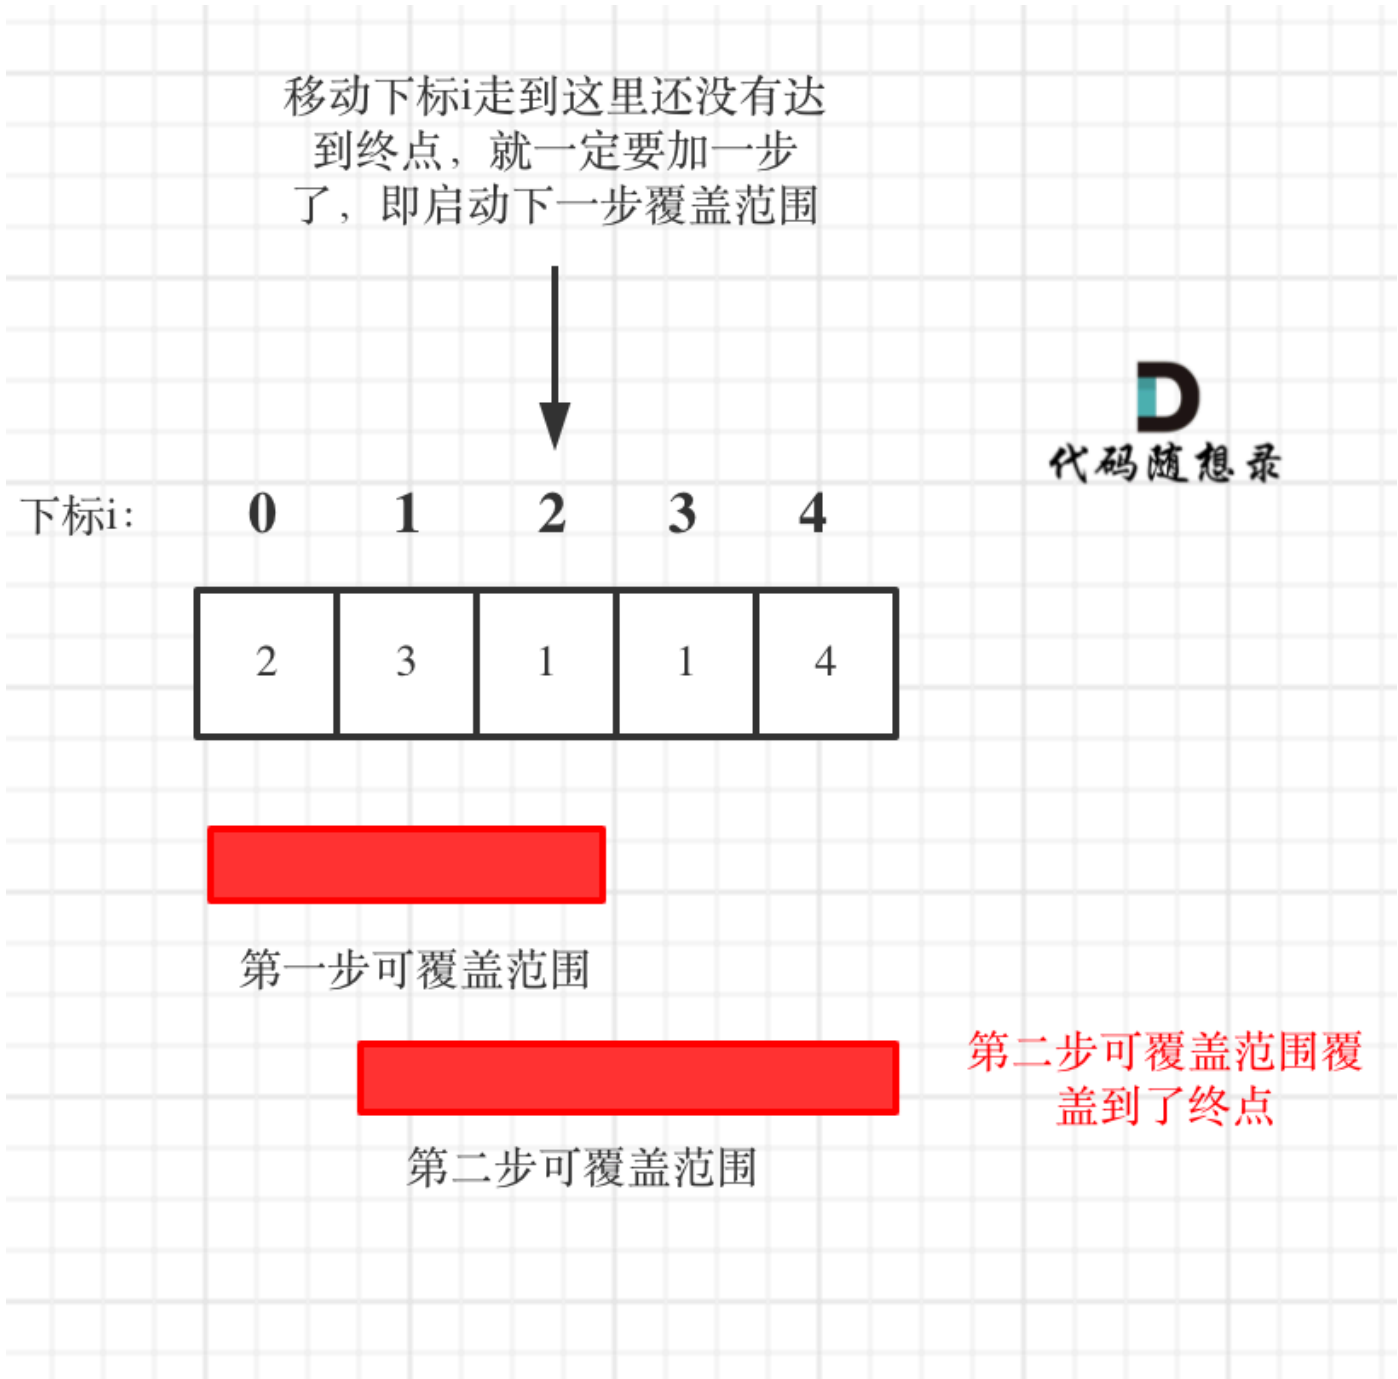 移动下标i走到这里还没有达
到终点，就一定要加一步
了，即启动下一步覆盖范围
代码随想录
下标i： 0 1 2 3 4
2 3 1 1 4
第一步可覆盖范围
第二步可覆盖范围覆
盖到了终点
第二步可覆盖范围